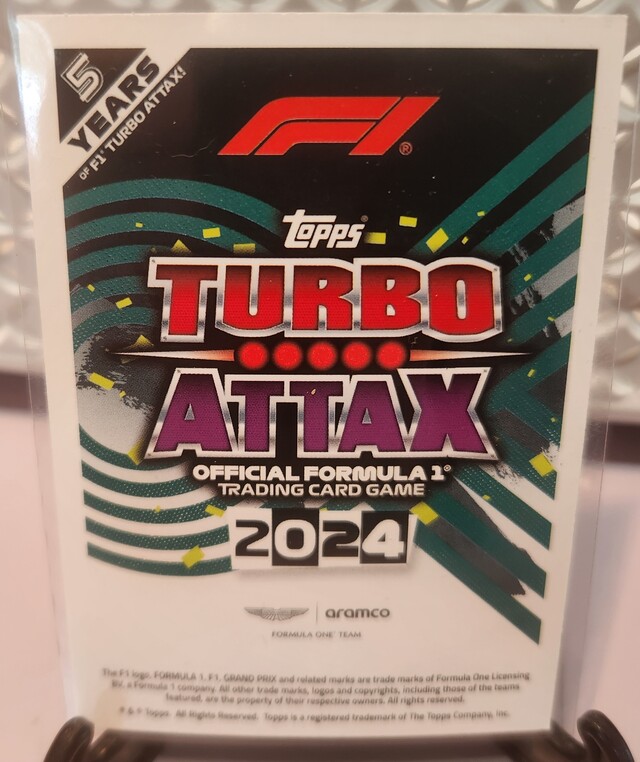 5
YEARS
OF F1® TURBO ATTAX!
F1®
Topps®
TURBO
ATTAX
OFFICIAL FORMULA 1®
TRADING CARD GAME
2024
aramco
FORMULA ONE™ TEAM
The F1 logo, FORMULA 1, F1, GRAND PRIX and related marks are trade marks of Formula One Licensing
BV, a Formula 1 company. All other trade marks, logos and copyrights, including those of the teams
featured, are the property of their respective owners. All rights reserved.
® & © Topps. All Rights Reserved. Topps is a registered trademark of The Topps Company, Inc.